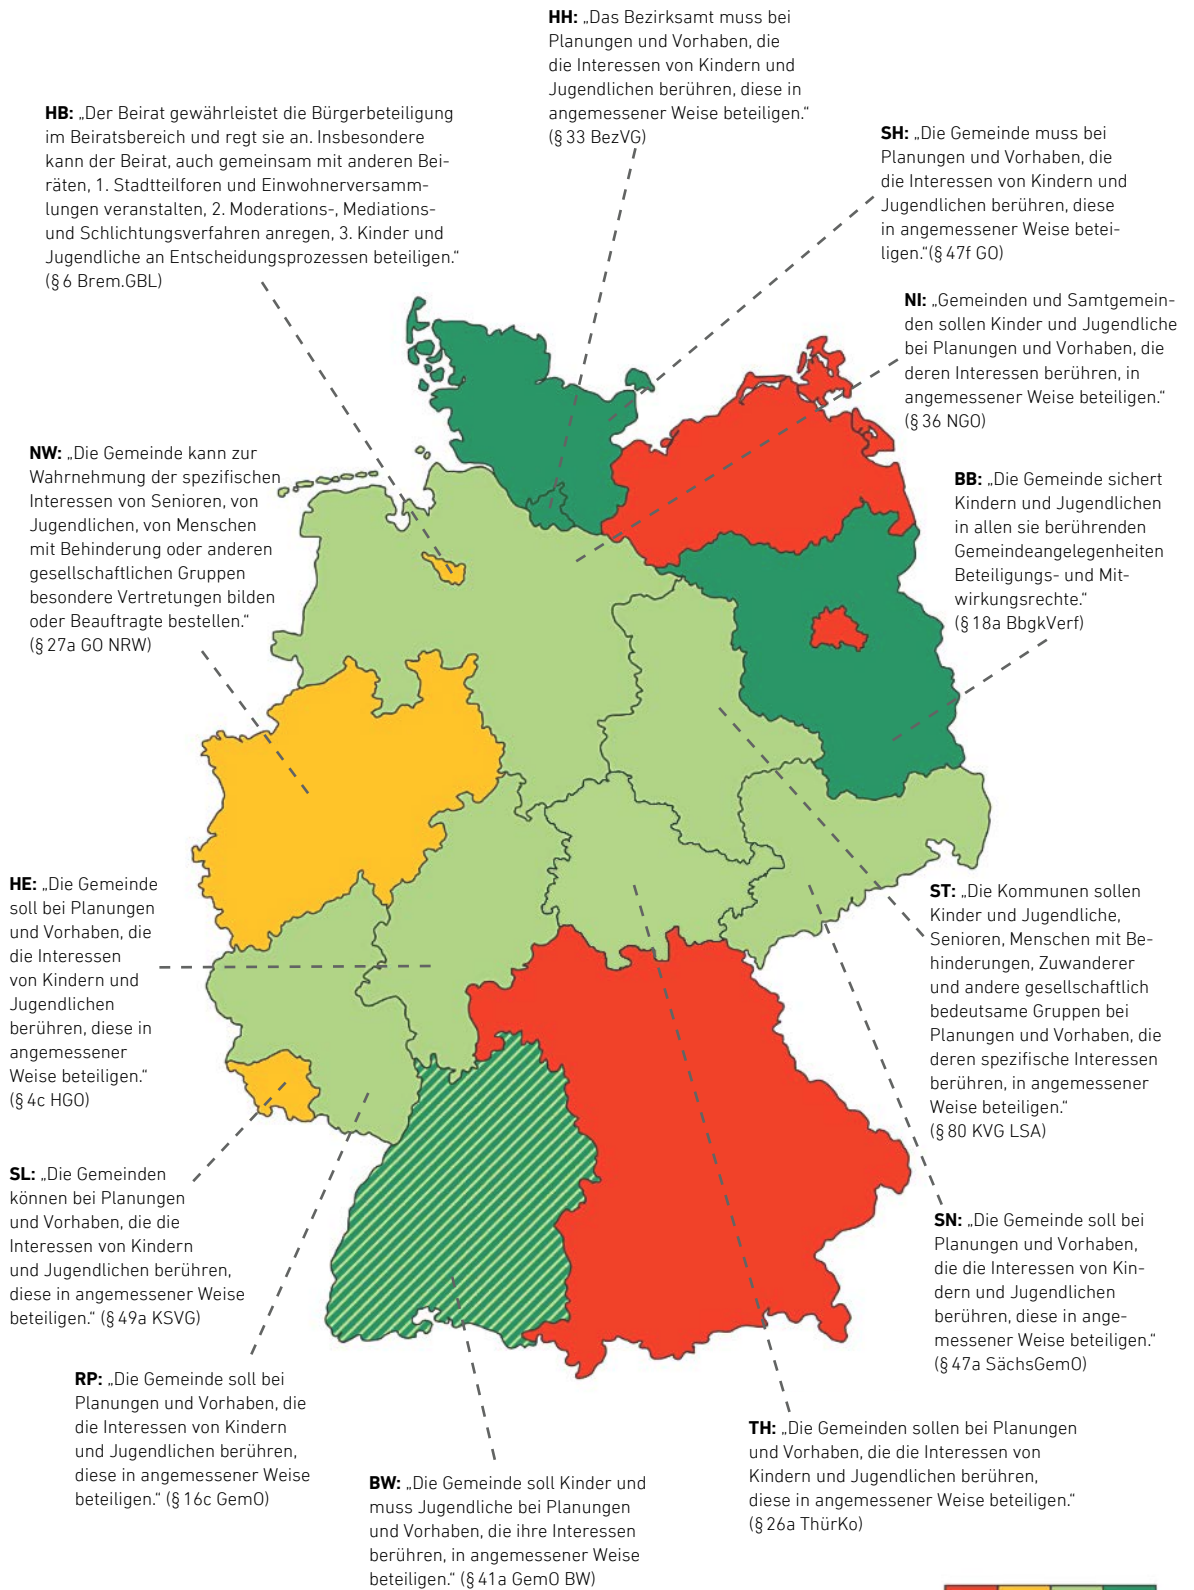 HH: „Das Bezirksamt muss bei
Planungen und Vorhaben, die
die Interessen von Kindern und
Jugendlichen berühren, diese in
angemessener Weise beteiligen.“
(§ 33 BezVG)
HB: „Der Beirat gewährleistet die Bürgerbeteiligung
im Beiratsbereich und regt sie an. Insbesondere
kann der Beirat, auch gemeinsam mit anderen Bei-
räten, 1. Stadtteilforen und Einwohnerversamm-
lungen veranstalten, 2. Moderations-, Mediations-
und Schlichtungsverfahren anregen, 3. Kinder und
Jugendliche an Entscheidungsprozessen beteiligen.“
(§ 6 Brem.GBL)
SH: „Die Gemeinde muss bei
Planungen und Vorhaben, die
die Interessen von Kindern und
Jugendlichen berühren, diese
in angemessener Weise betei-
ligen.“(§ 47f GO)
NI: „Gemeinden und Samtgemein-
den sollen Kinder und Jugendliche
bei Planungen und Vorhaben, die
deren Interessen berühren, in
angemessener Weise beteiligen.“
(§ 36 NGO)
NW: „Die Gemeinde kann zur
Wahrnehmung der spezifischen
Interessen von Senioren, von
Jugendlichen, von Menschen
mit Behinderung oder anderen
gesellschaftlichen Gruppen
besondere Vertretungen bilden
oder Beauftragte bestellen.“
(§ 27a GO NRW)
BB: „Die Gemeinde sichert
Kindern und Jugendlichen
in allen sie berührenden
Gemeindeangelegenheiten
Beteiligungs- und Mit-
wirkungsrechte.“
(§ 18a BbgkVerf)
HE: „Die Gemeinde
soll bei Planungen
und Vorhaben, die
die Interessen
von Kindern und
Jugendlichen
berühren, diese in
angemessener
Weise beteiligen.“
(§ 4c HGO)
ST: „Die Kommunen sollen
Kinder und Jugendliche,
Senioren, Menschen mit Be-
hinderungen, Zuwanderer
und andere gesellschaftlich
bedeutsame Gruppen bei
Planungen und Vorhaben, die
deren spezifische Interessen
berühren, in angemessener
Weise beteiligen.“
(§ 80 KVG LSA)
SL: „Die Gemeinden
können bei Planungen
und Vorhaben, die die
Interessen von Kindern
und Jugendlichen berühren,
diese in angemessener Weise
beteiligen.“ (§ 49a KSVG)
SN: „Die Gemeinde soll bei
Planungen und Vorhaben,
die die Interessen von Kin-
dern und Jugendlichen
berühren, diese in ange-
messener Weise beteiligen.“
(§ 47a SächsGemO)
RP: „Die Gemeinde soll bei
Planungen und Vorhaben, die
die Interessen von Kindern
und Jugendlichen berühren,
diese in angemessener Weise
beteiligen.“ (§ 16c GemO)
TH: „Die Gemeinden sollen bei Planungen
und Vorhaben, die die Interessen von
Kindern und Jugendlichen berühren,
diese in angemessener Weise beteiligen.“
(§ 26a ThürKo)
BW: „Die Gemeinde soll Kinder und
muss Jugendliche bei Planungen
und Vorhaben, die ihre Interessen
berühren, in angemessener Weise
beteiligen.“ (§ 41a GemO BW)